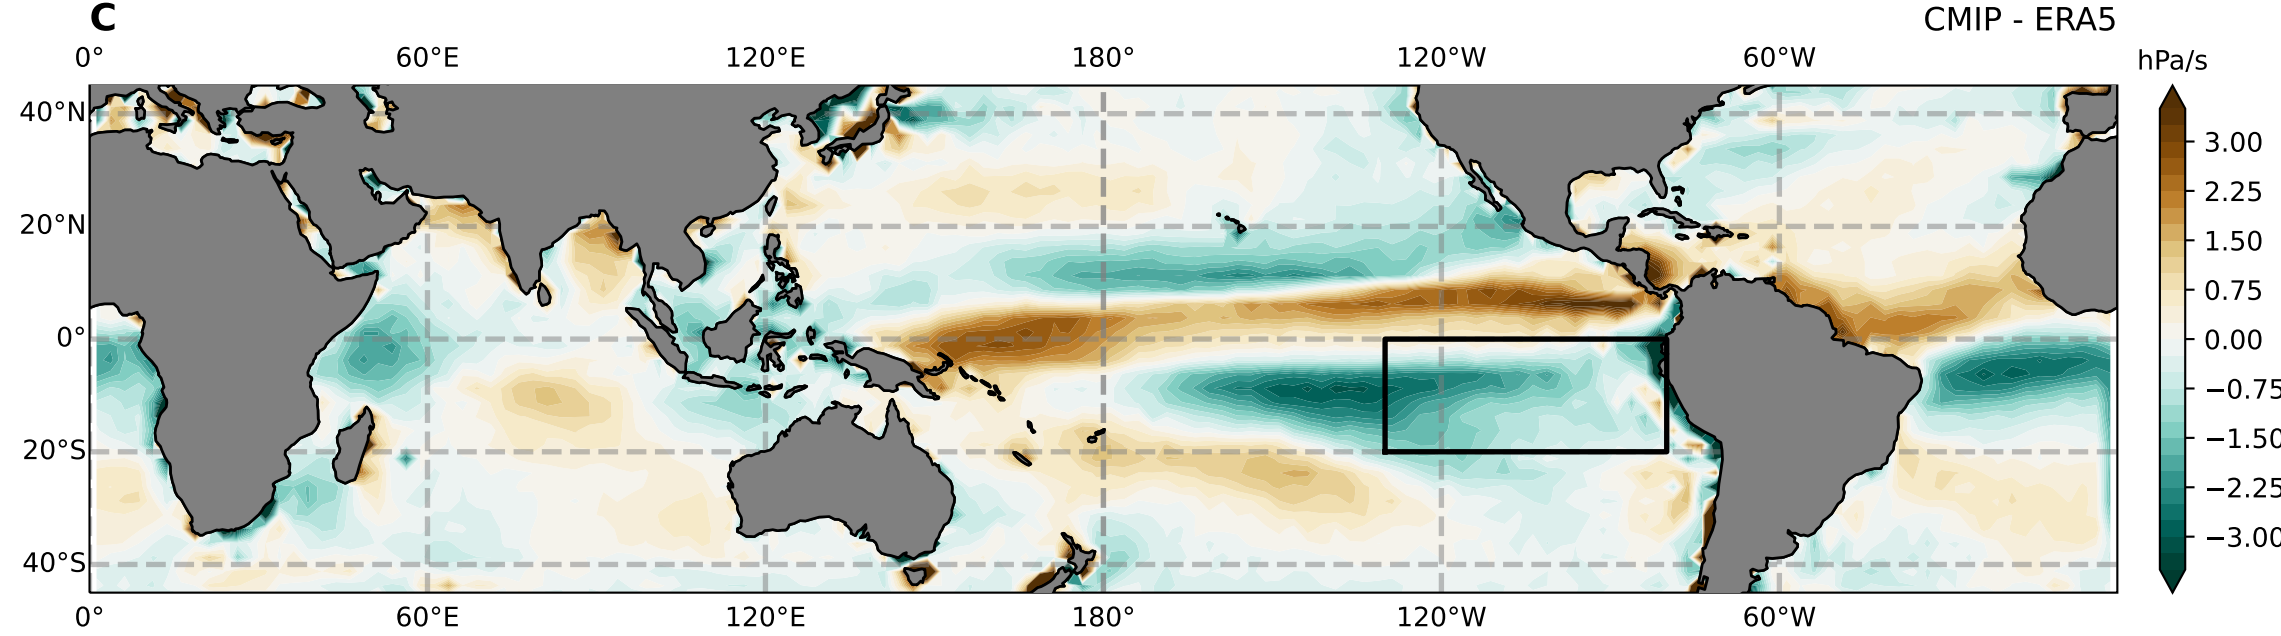 C CMIP - ERA5
0° 60°E 120°E 180° 120°W 60°W
hPa/s
40°N
20°N
0°
20°S
40°S
3.00
2.25
1.50
0.75
0.00
−0.75
−1.50
−2.25
−3.00
0° 60°E 120°E 180° 120°W 60°W